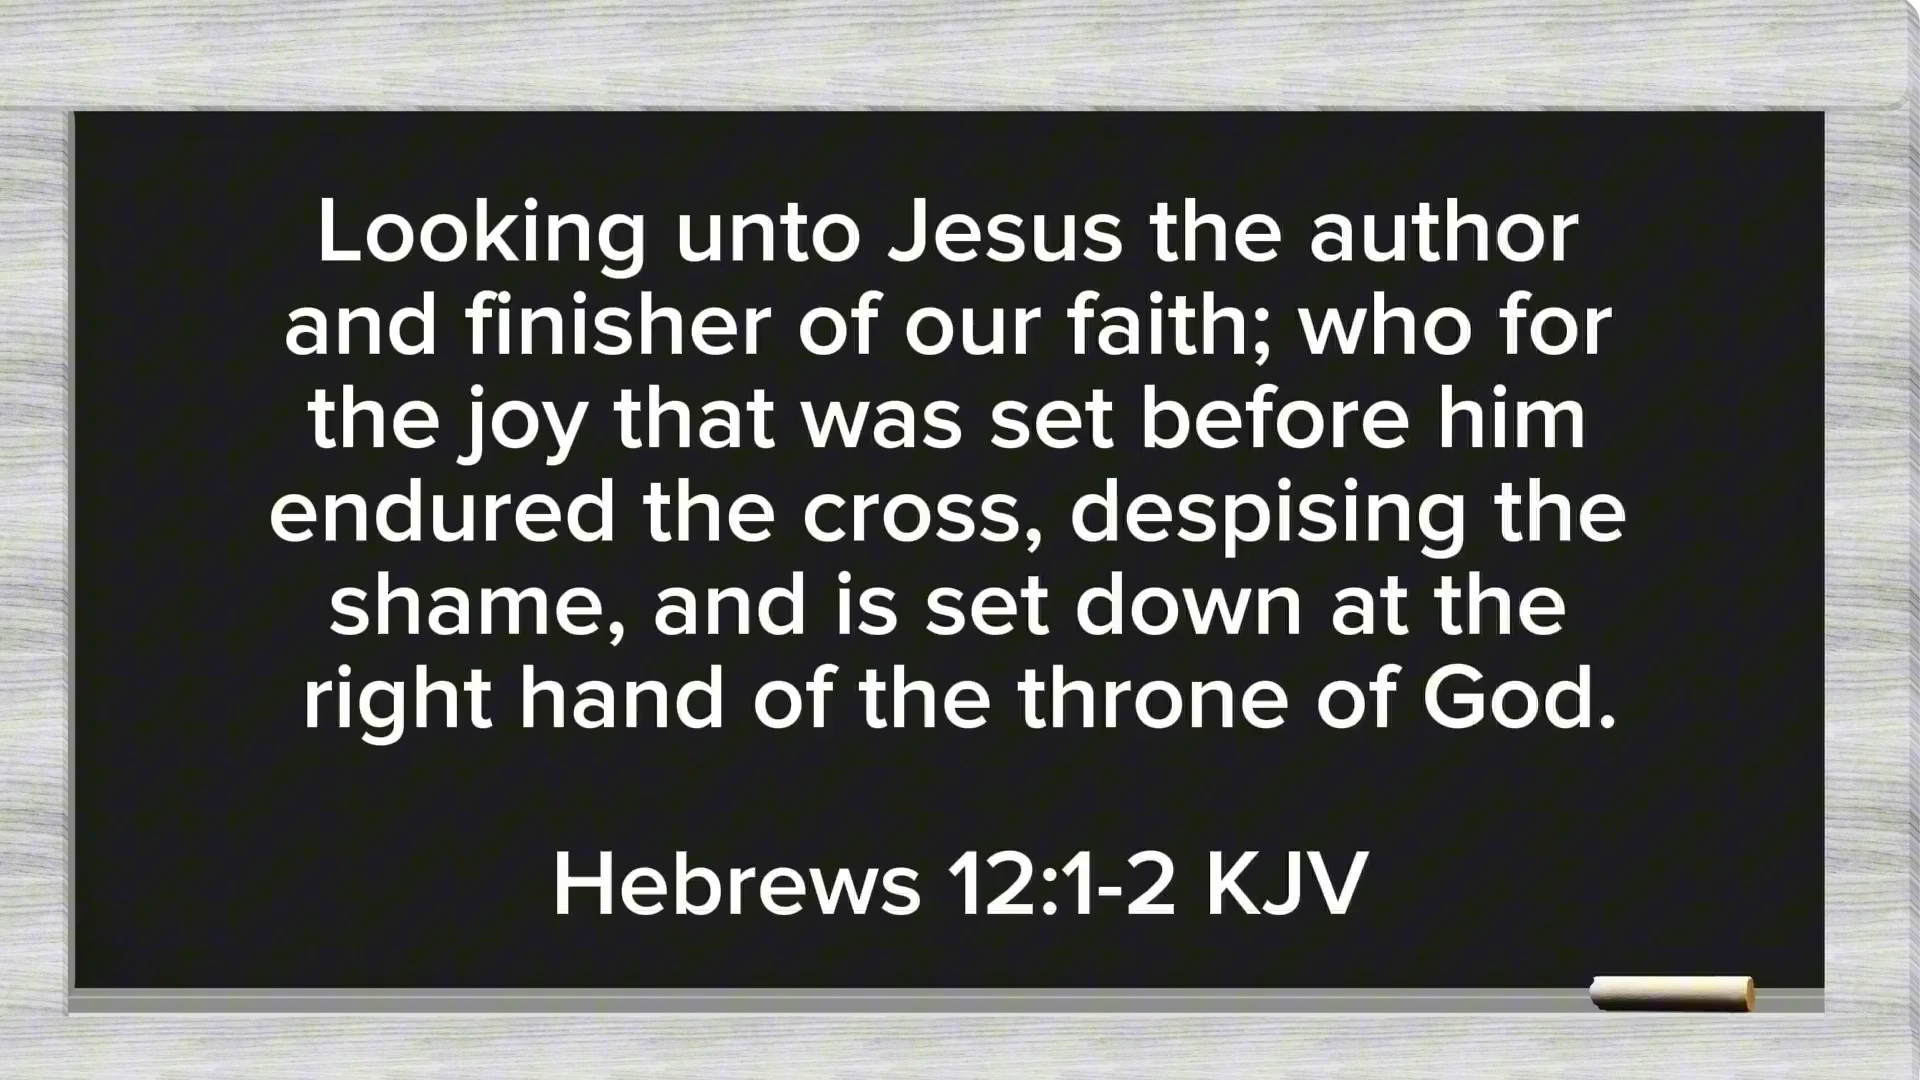 Looking unto Jesus the author
and finisher of our faith; who for
the joy that was set before him
endured the cross, despising the
shame, and is set down at the
right hand of the throne of God.
Hebrews 12:1-2 KJV